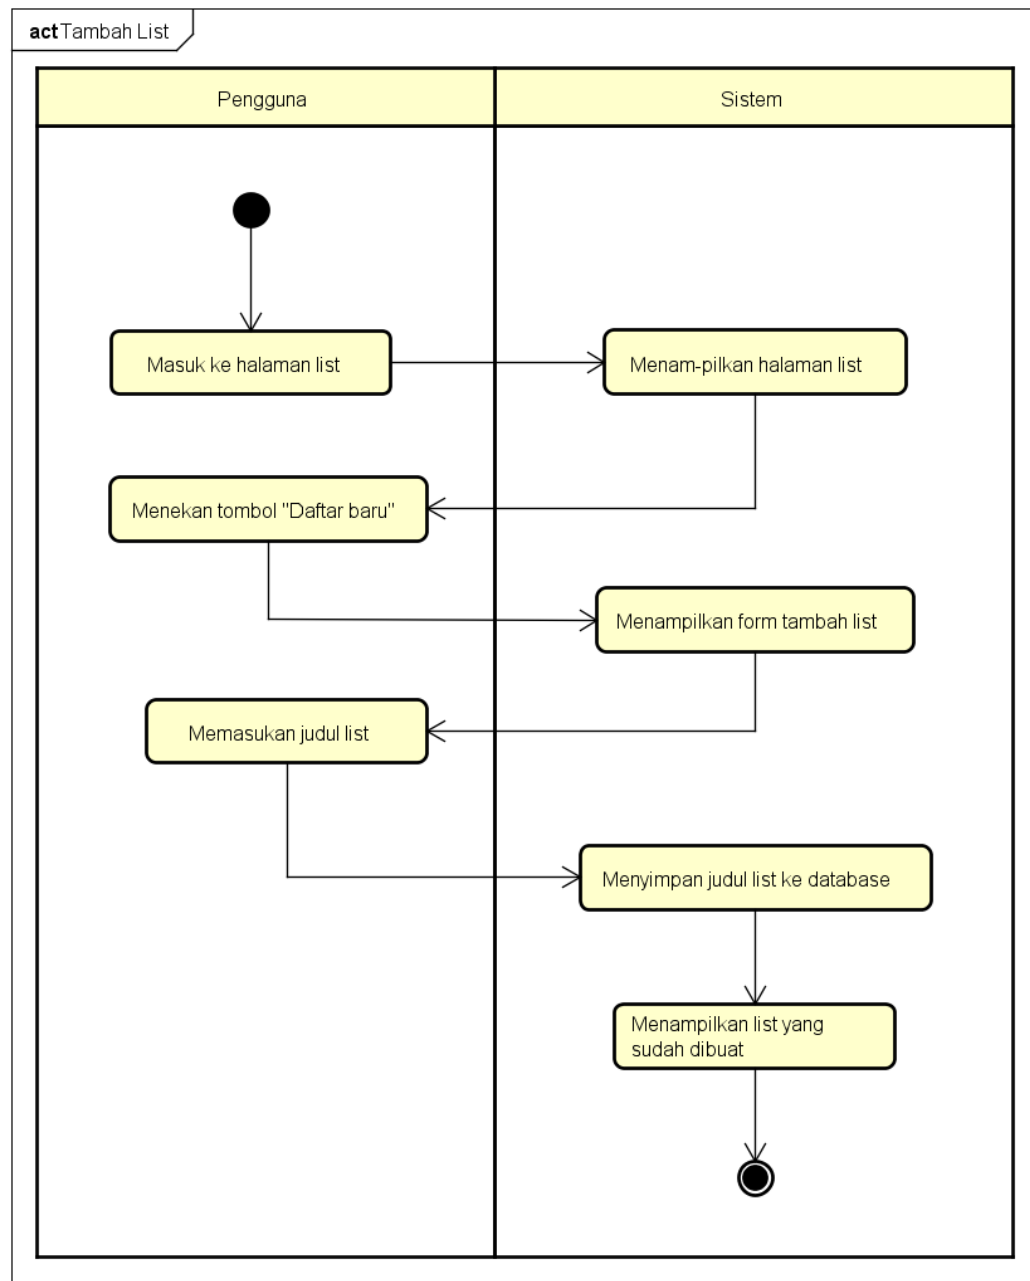 act Tambah List
Pengguna
Sistem
Masuk ke halaman list
Menam-pilkan halaman list
Menekan tombol "Daftar baru"
Menampilkan form tambah list
Memasukan judul list
Menyimpan judul list ke database
Menampilkan list yang
sudah dibuat